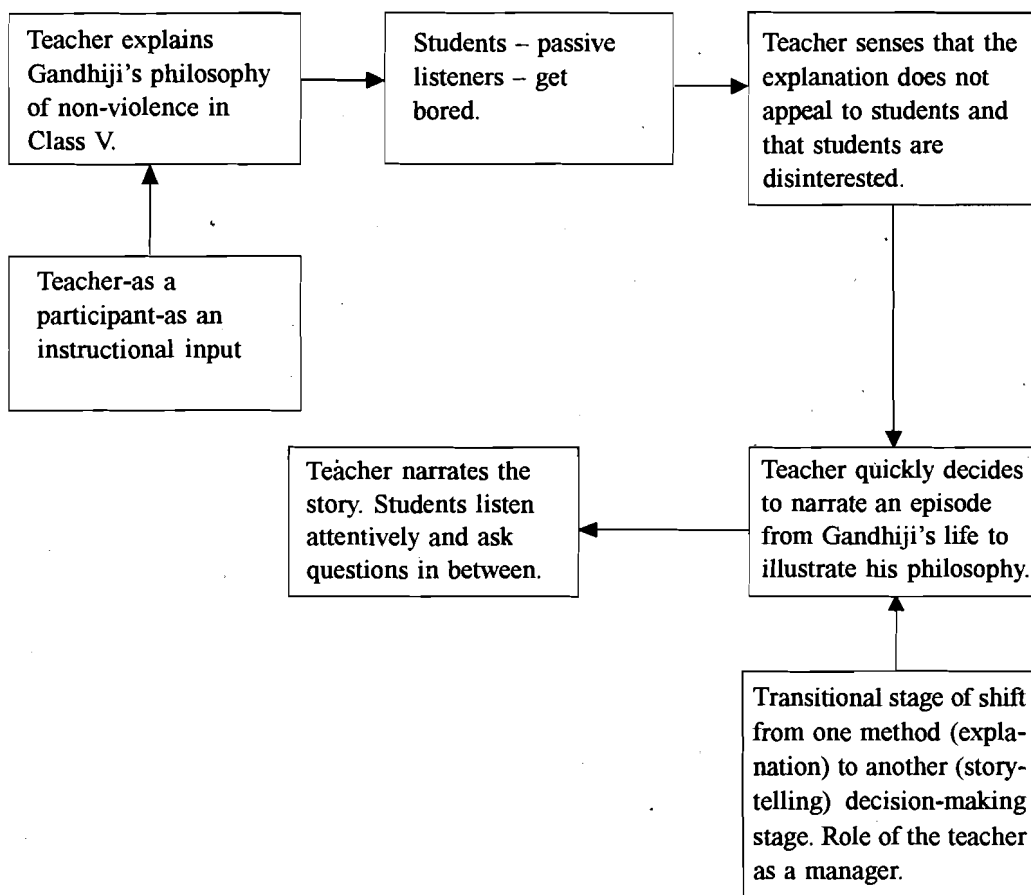 Teacher explains
Gandhiji's philosophy
of non-violence in
Class V.
Students – passive
listeners – get
bored.
Teacher senses that the
explanation does not
appeal to students and
that students are
disinterested.
Teacher-as a
participant-as an
instructional input
Teacher narrates the
story. Students listen
attentively and ask
questions in between.
Teacher quickly decides
to narrate an episode
from Gandhiji's life to
illustrate his philosophy.
Transitional stage of shift
from one method (expla-
nation) to another (story-
telling) decision-making
stage. Role of the teacher
as a manager.